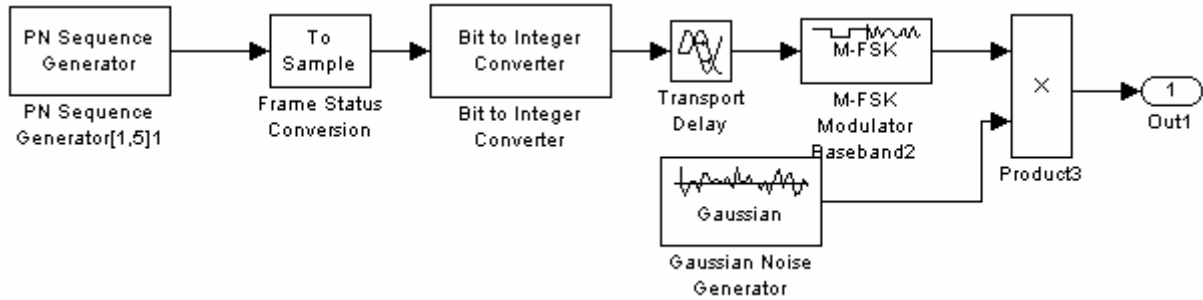 PN Sequence
Generator
PN Sequence
Generator[1,5]1
To
Sample
Frame Status
Conversion
Bit to Integer
Converter
Bit to Integer
Converter
Transport
Delay
M-FSK
M-FSK
Modulator
Baseband2
Gaussian
Gaussian Noise
Generator
×
Product3
1
Out1